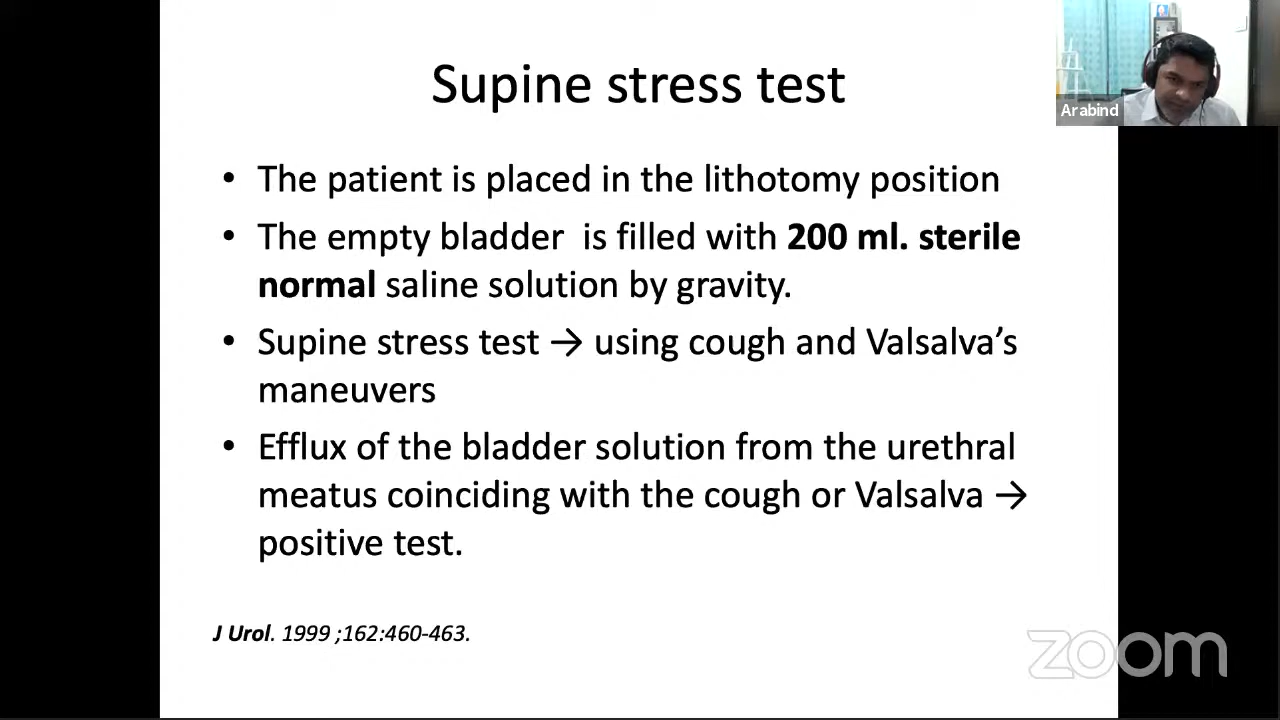 Supine stress test
Arabind
• The patient is placed in the lithotomy position
• The empty bladder  is filled with 200 ml. sterile
normal saline solution by gravity.
• Supine stress test → using cough and Valsalva’s
maneuvers
• Efflux of the bladder solution from the urethral
meatus coinciding with the cough or Valsalva →
positive test.
J Urol. 1999 ;162:460-463.
zoom